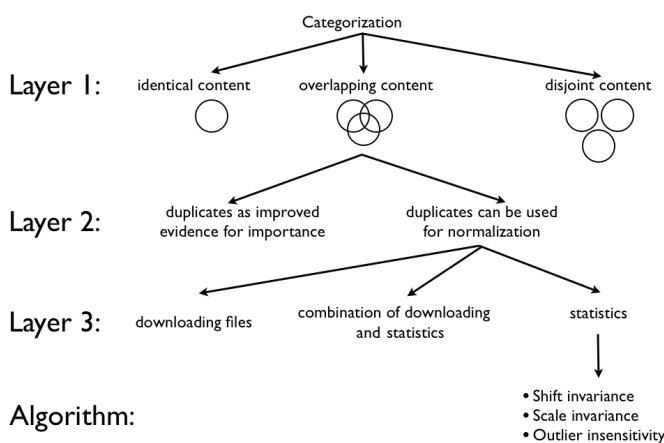 Categorization
Layer 1:
identical content
overlapping content
disjoint content
Layer 2:
duplicates as improved
evidence for importance
duplicates can be used
for normalization
Layer 3:
downloading files
combination of downloading
and statistics
statistics
Algorithm:
• Shift invariance
• Scale invariance
• Outlier insensitivity